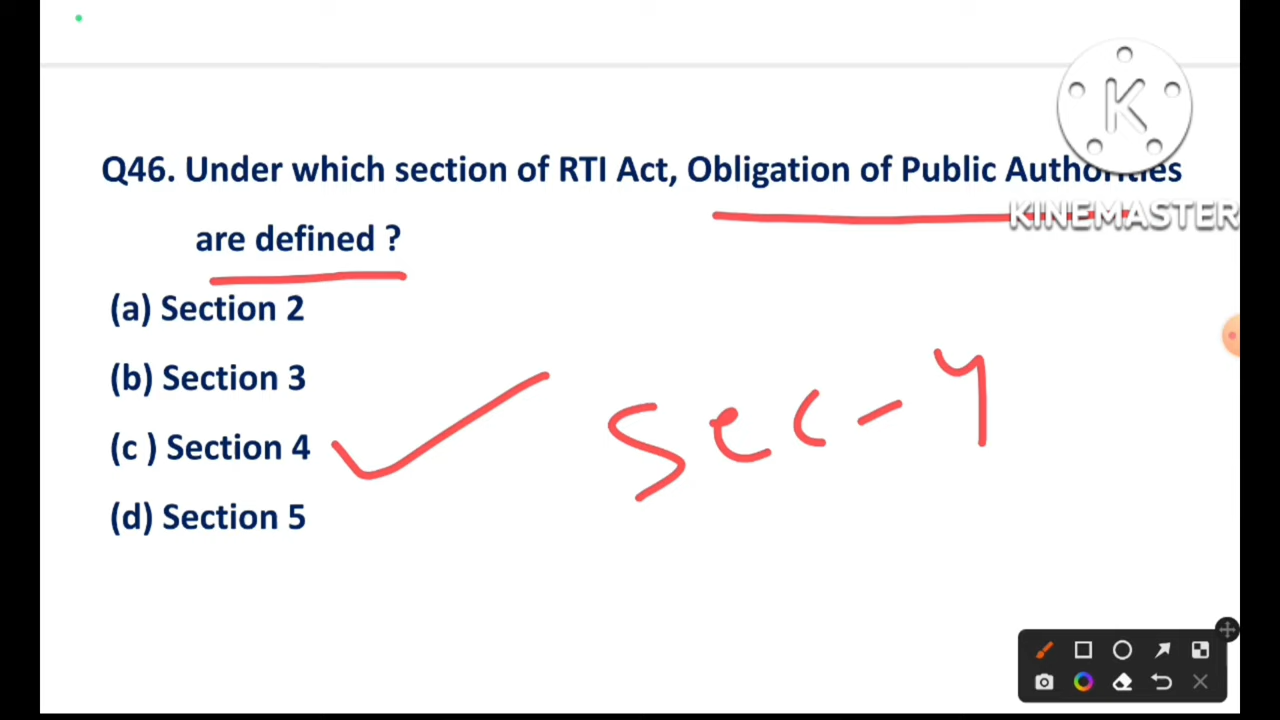 Q46. Under which section of RTI Act, Obligation of Public Authorities
are defined ?
(a) Section 2
(b) Section 3
(c ) Section 4
(d) Section 5
Sec-4
K
KINEMASTER